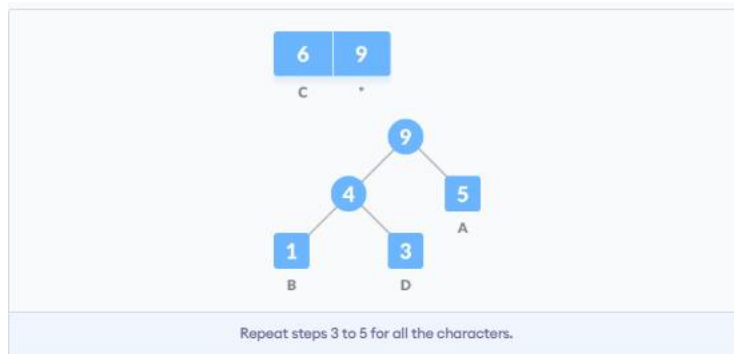 6 9
C *
9
4 5
A
1 3
B D
Repeat steps 3 to 5 for all the characters.